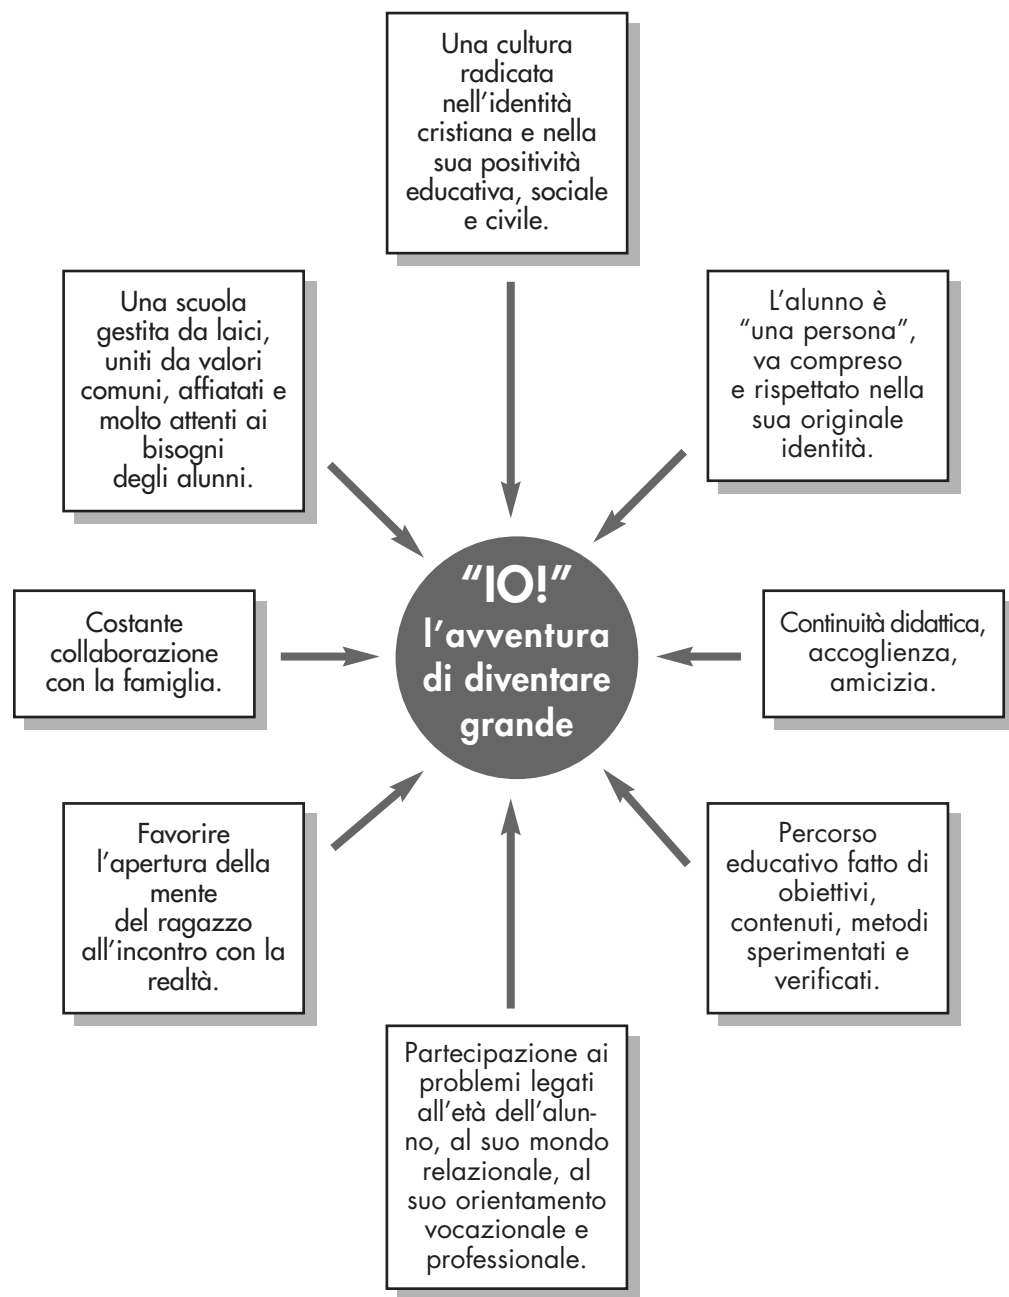 Una cultura
radicata
nell'identità
cristiana e nella
sua positività
educativa, sociale
e civile.
Una scuola
gestita da laici,
uniti da valori
comuni, affiatati e
molto attenti ai
bisogni
degli alunni.
L'alunno è
“una persona”,
va compreso
e rispettato nella
sua originale
identità.
“IO!”
l'avventura
di diventare
grande
Costante
collaborazione
con la famiglia.
Continuità didattica,
accoglienza,
amicizia.
Favorire
l'apertura della
mente
del ragazzo
all'incontro con la
realtà.
Percorso
educativo fatto di
obiettivi,
contenuti, metodi
sperimentati e
verificati.
Partecipazione ai
problemi legati
all'età dell'alun-
no, al suo mondo
relazionale, al
suo orientamento
vocazionale e
professionale.